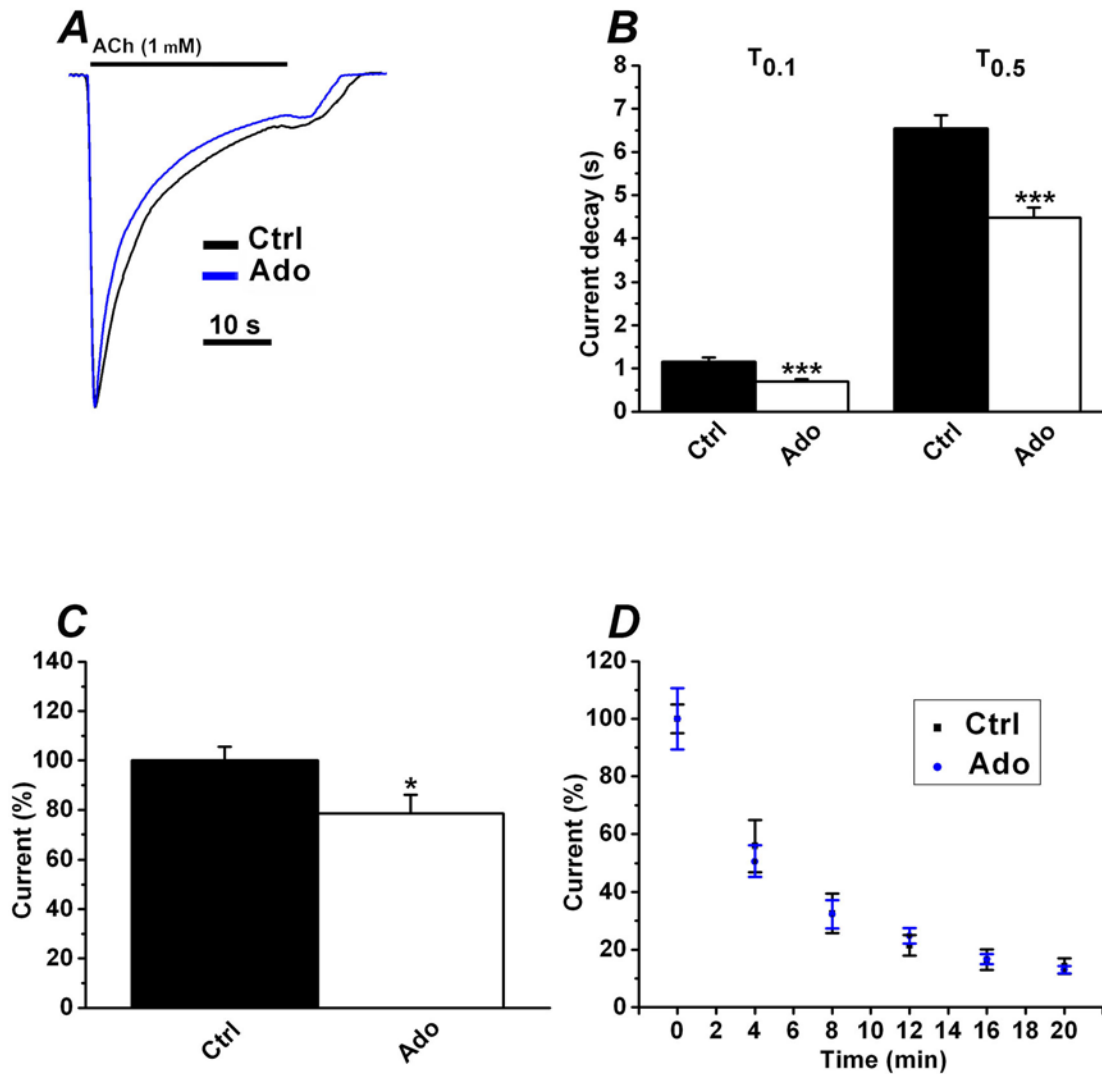 A
ACh (1 mM)
Ctrl
Ado
10 s
B
T0.1 T0.5
Current decay (s)
8
7
6
5
4
3
2
1
0
***
***
Ctrl Ado Ctrl Ado
C
Current (%)
140
120
100
80
60
40
20
0
*
Ctrl Ado
D
Current (%)
120
100
80
60
40
20
0
Ctrl
Ado
0 2 4 6 8 10 12 14 16 18 20
Time (min)